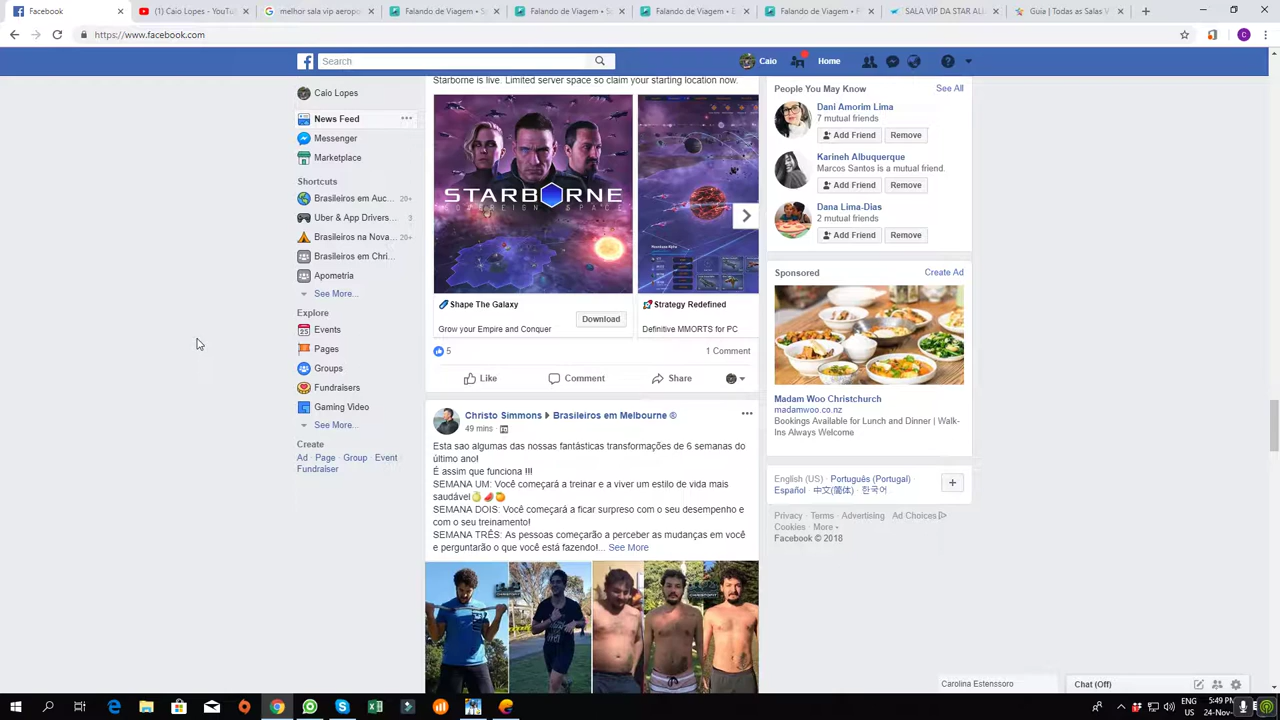 Facebook
(1) Caio Lopes - YouTu
melhor sala vip aeropo
Falando de Viagem • Se
Falando de Viagem • Se
Falando de Viagem • F
SALA VIP DA STAR AL
Guia | Todas as Salas V
https://www.facebook.com
Search
Caio
Home
Caio Lopes
News Feed
Messenger
Marketplace
Shortcuts
Brasileiros em Auc... 20+
Uber & App Drivers... 3
Brasileiros na Nova... 20+
Brasileiros em Chri...
Apometria
See More...
Explore
Events
Pages
Groups
Fundraisers
Gaming Video
See More...
Create
Ad · Page · Group · Event ·
Fundraiser
Starborne is live. Limited server space so claim your starting location now.
STARBORNE
SOVEREIGN SPACE
Shape The Galaxy
Download
Grow your Empire and Conquer
Strategy Redefined
Definitive MMORTS for PC
5
1 Comment
Like
Comment
Share
Christo Simmons ▸ Brasileiros em Melbourne ®
49 mins ·
Esta sao algumas das nossas fantásticas transformações de 6 semanas do
último ano!
É assim que funciona !!!
SEMANA UM: Você começará a treinar e a viver um estilo de vida mais
saudável🍐🍉🍊
SEMANA DOIS: Você começará a ficar surpreso com o seu desempenho e
com o seu treinamento!
SEMANA TRÊS: As pessoas começarão a perceber as mudanças em você
e perguntarão o que você está fazendo!... See More
People You May Know
See All
Dani Amorim Lima
7 mutual friends
Add Friend
Remove
Karineh Albuquerque
Marcos Santos is a mutual friend.
Add Friend
Remove
Dana Lima-Dias
2 mutual friends
Add Friend
Remove
Sponsored
Create Ad
Madam Woo Christchurch
madamwoo.co.nz
Bookings Available for Lunch and Dinner | Walk-
Ins Always Welcome
English (US) · Português (Portugal) ·
Español · 中文(简体) · 한국어
Privacy · Terms · Advertising · Ad Choices
Cookies · More
Facebook © 2018
Carolina Estenssoro
Chat (Off)
ENG
5:49 PM
US
24-Nov-